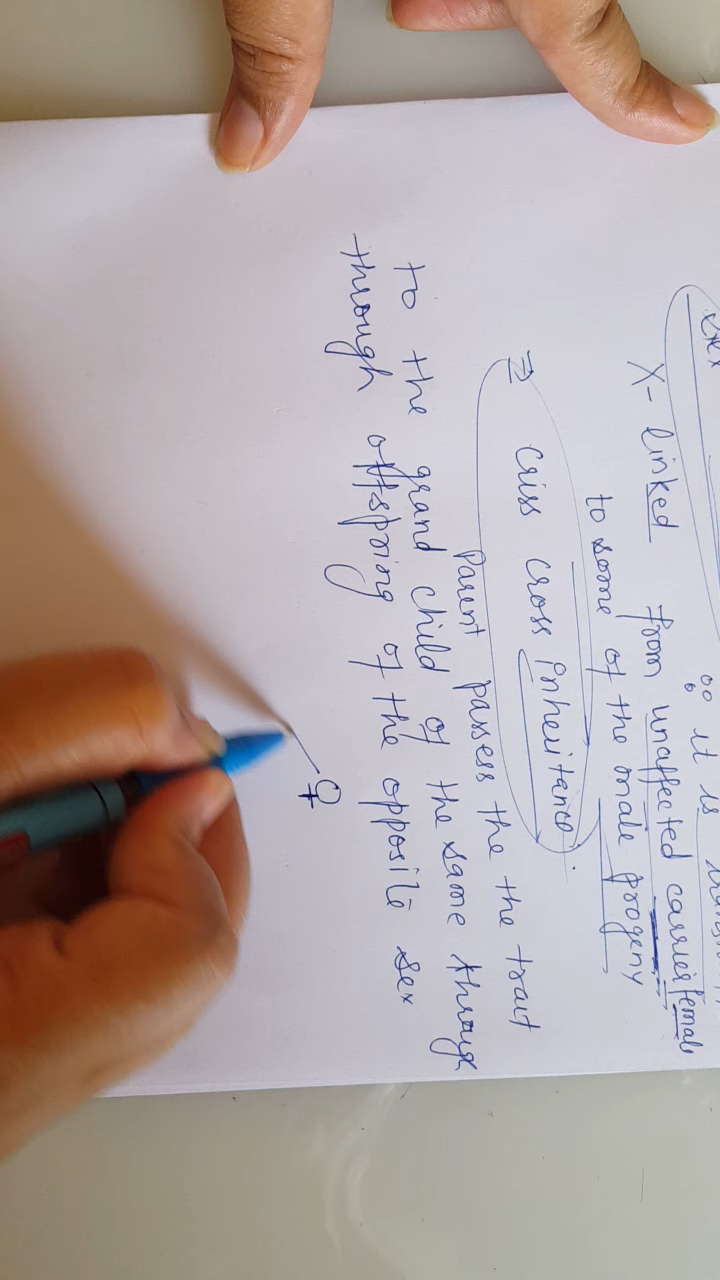 ∴ it is
X-linked from unaffected carrier female
to some of the male progeny
⇒ criss cross inheritance.
Parent passess the the trait
to the grand child of the same through
through offspring of the opposite sex
♀